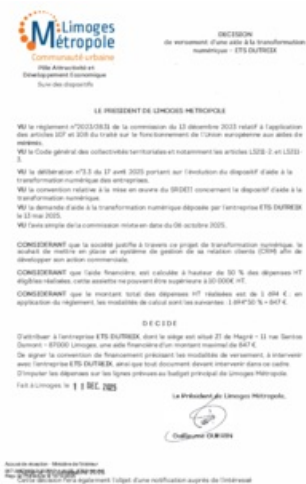 Limoges
Métropole
Communauté urbaine
Pôle Attractivité et
Développement Economique
Suivi des dispositifs
DECISION
de versement d'une aide à la transformation
numérique – ETS DUTREIX
LE PRESIDENT DE LIMOGES METROPOLE
VU le règlement n°2023/2831 de la commission du 13 décembre 2023 relatif à l'application
des articles 107 et 108 du traité sur le fonctionnement de l'Union européenne aux aides de
minimis.
VU le Code général des collectivités territoriales et notamment les articles L5211-2 et L5211-
3.
VU la délibération n°3.3 du 17 avril 2025 portant sur l'évolution du dispositif d'aide à la
transformation numérique des entreprises.
VU la convention relative à la mise en œuvre du SRDEII concernant le dispositif d'aide à la
transformation numérique.
VU la demande d'aide à la transformation numérique déposée par l'entreprise ETS DUTREIX
le 13 mai 2025.
VU l'avis simple de la commission mixte en date du 06 octobre 2025.
CONSIDERANT que la société justifie à travers ce projet de transformation numérique, le
souhait de mettre en place un système de gestion de sa relation clients (CRM) afin de
développer son action commerciale.
CONSIDERANT que l'aide financière, est calculée à hauteur de 50 % des dépenses HT
éligibles réalisées, cette assiette ne pouvant être supérieure à 10 000€ HT.
CONSIDERANT que le montant total des dépenses HT réalisées est de 1 694 € ; en
application du règlement, les modalités de calcul sont les suivantes : 1 694*50 % = 847 €.
DECIDE
D'attribuer à l'entreprise ETS DUTREIX, dont le siège est situé ZI de Magré – 11 rue Santos
Dumont – 87000 Limoges, une aide financière d'un montant maximal de 847 €.
De signer la convention de financement précisant les modalités de versement, à intervenir
avec l'entreprise ETS DUTREIX, ainsi que tout document devant intervenir dans ce cadre.
D'imputer les dépenses sur les lignes prévues au budget principal de Limoges Métropole.
Fait à Limoges, le 11 DEC. 2025
Le Président de Limoges Métropole,
Guillaume GUERIN
Accusé de réception - Ministère de l'intérieur
Cette décision fera également l'objet d'une notification auprès de l'intéressé